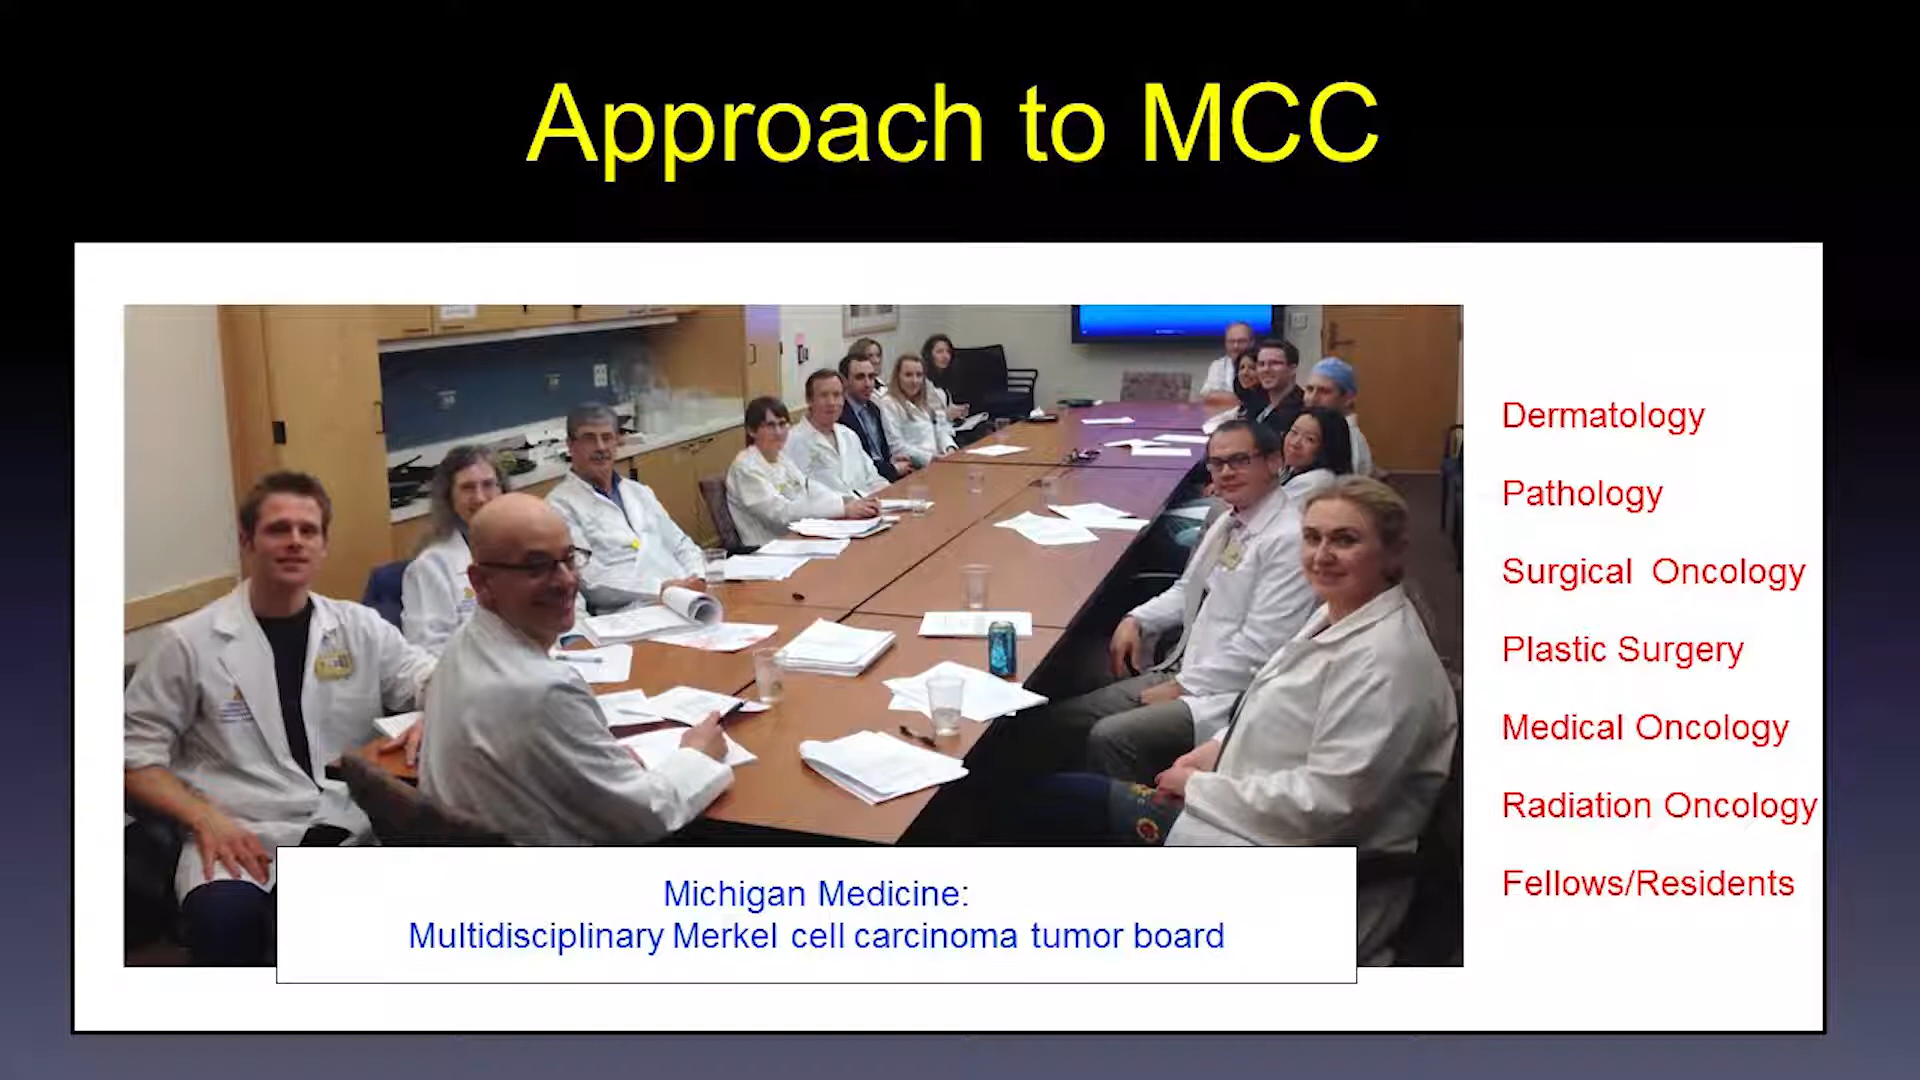 Approach to MCC
Dermatology
Pathology
Surgical Oncology
Plastic Surgery
Medical Oncology
Radiation Oncology
Fellows/Residents
Michigan Medicine:
Multidisciplinary Merkel cell carcinoma tumor board